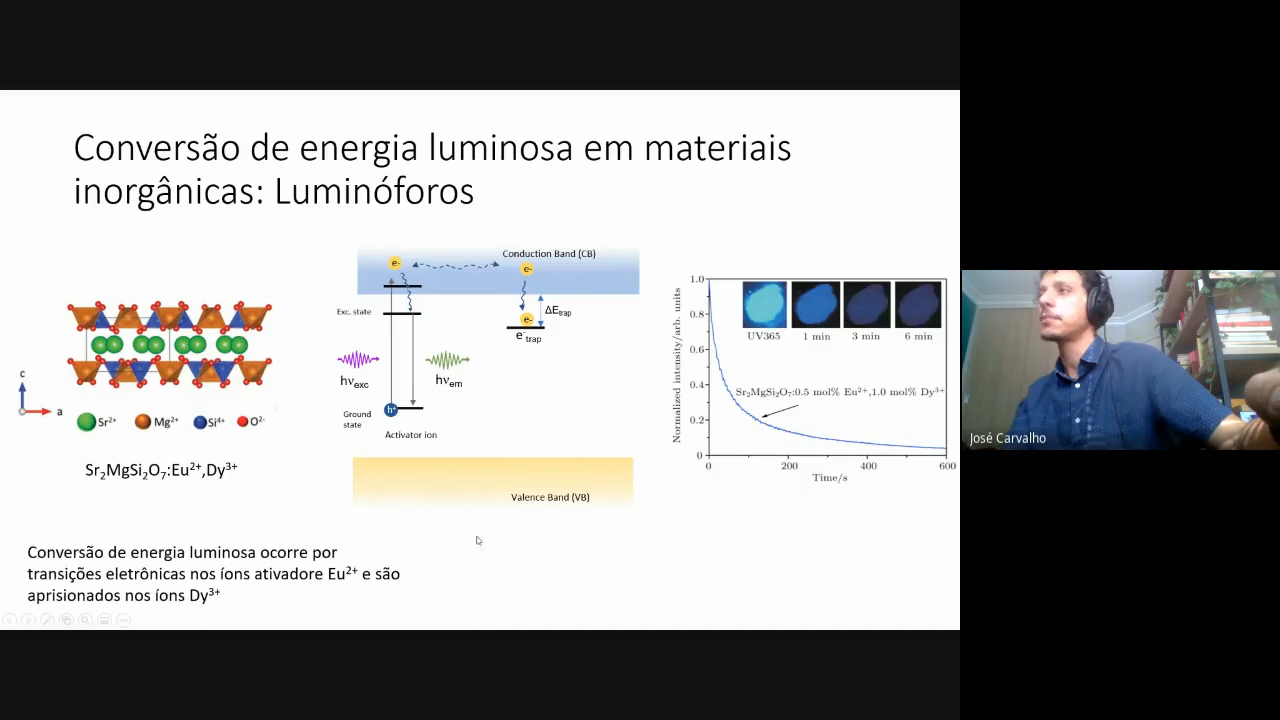 Conversão de energia luminosa em materiais
inorgânicas: Luminóforos
c
a
Sr²⁺ Mg²⁺ Si⁴⁺ O²⁻
Sr₂MgSi₂O₇:Eu²⁺,Dy³⁺
Conduction Band (CB)
e-
e-
Exc. state
ΔEtrap
e-
e⁻trap
hνexc
hνem
h⁺
Ground
state
Activator ion
Valence Band (VB)
Normalized intensity/arb. units
1.0
0.8
0.6
0.4
0.2
0
UV365 1 min 3 min 6 min
Sr₂MgSi₂O₇:0.5 mol% Eu²⁺,1.0 mol% Dy³⁺
0 200 400 600
Time/s
Conversão de energia luminosa ocorre por
transições eletrônicas nos íons ativadore Eu²⁺ e são
aprisionados nos íons Dy³⁺
José Carvalho